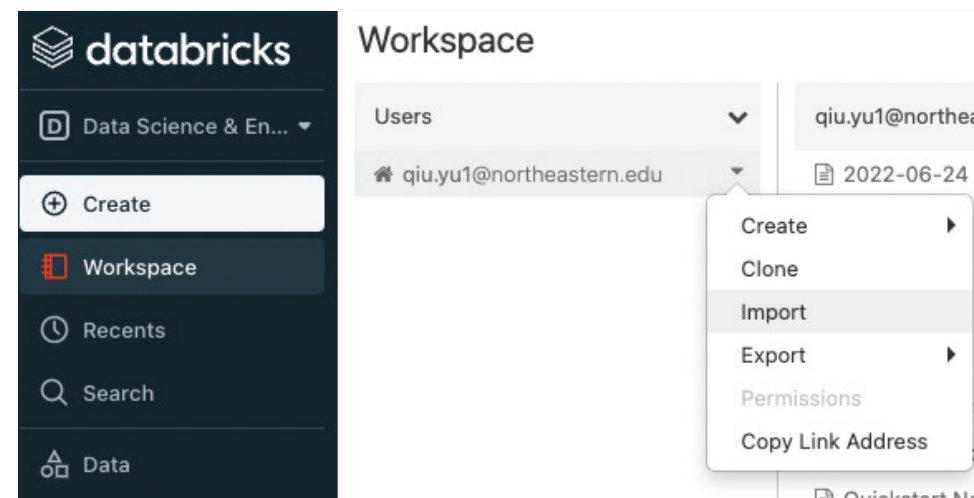 databricks
D Data Science & En...
Create
Workspace
Recents
Search
Data
Workspace
Users
qiu.yu1@northeastern.edu
Create
Clone
Import
Export
Permissions
Copy Link Address
qiu.yu1@northea
2022-06-24
Quickstart